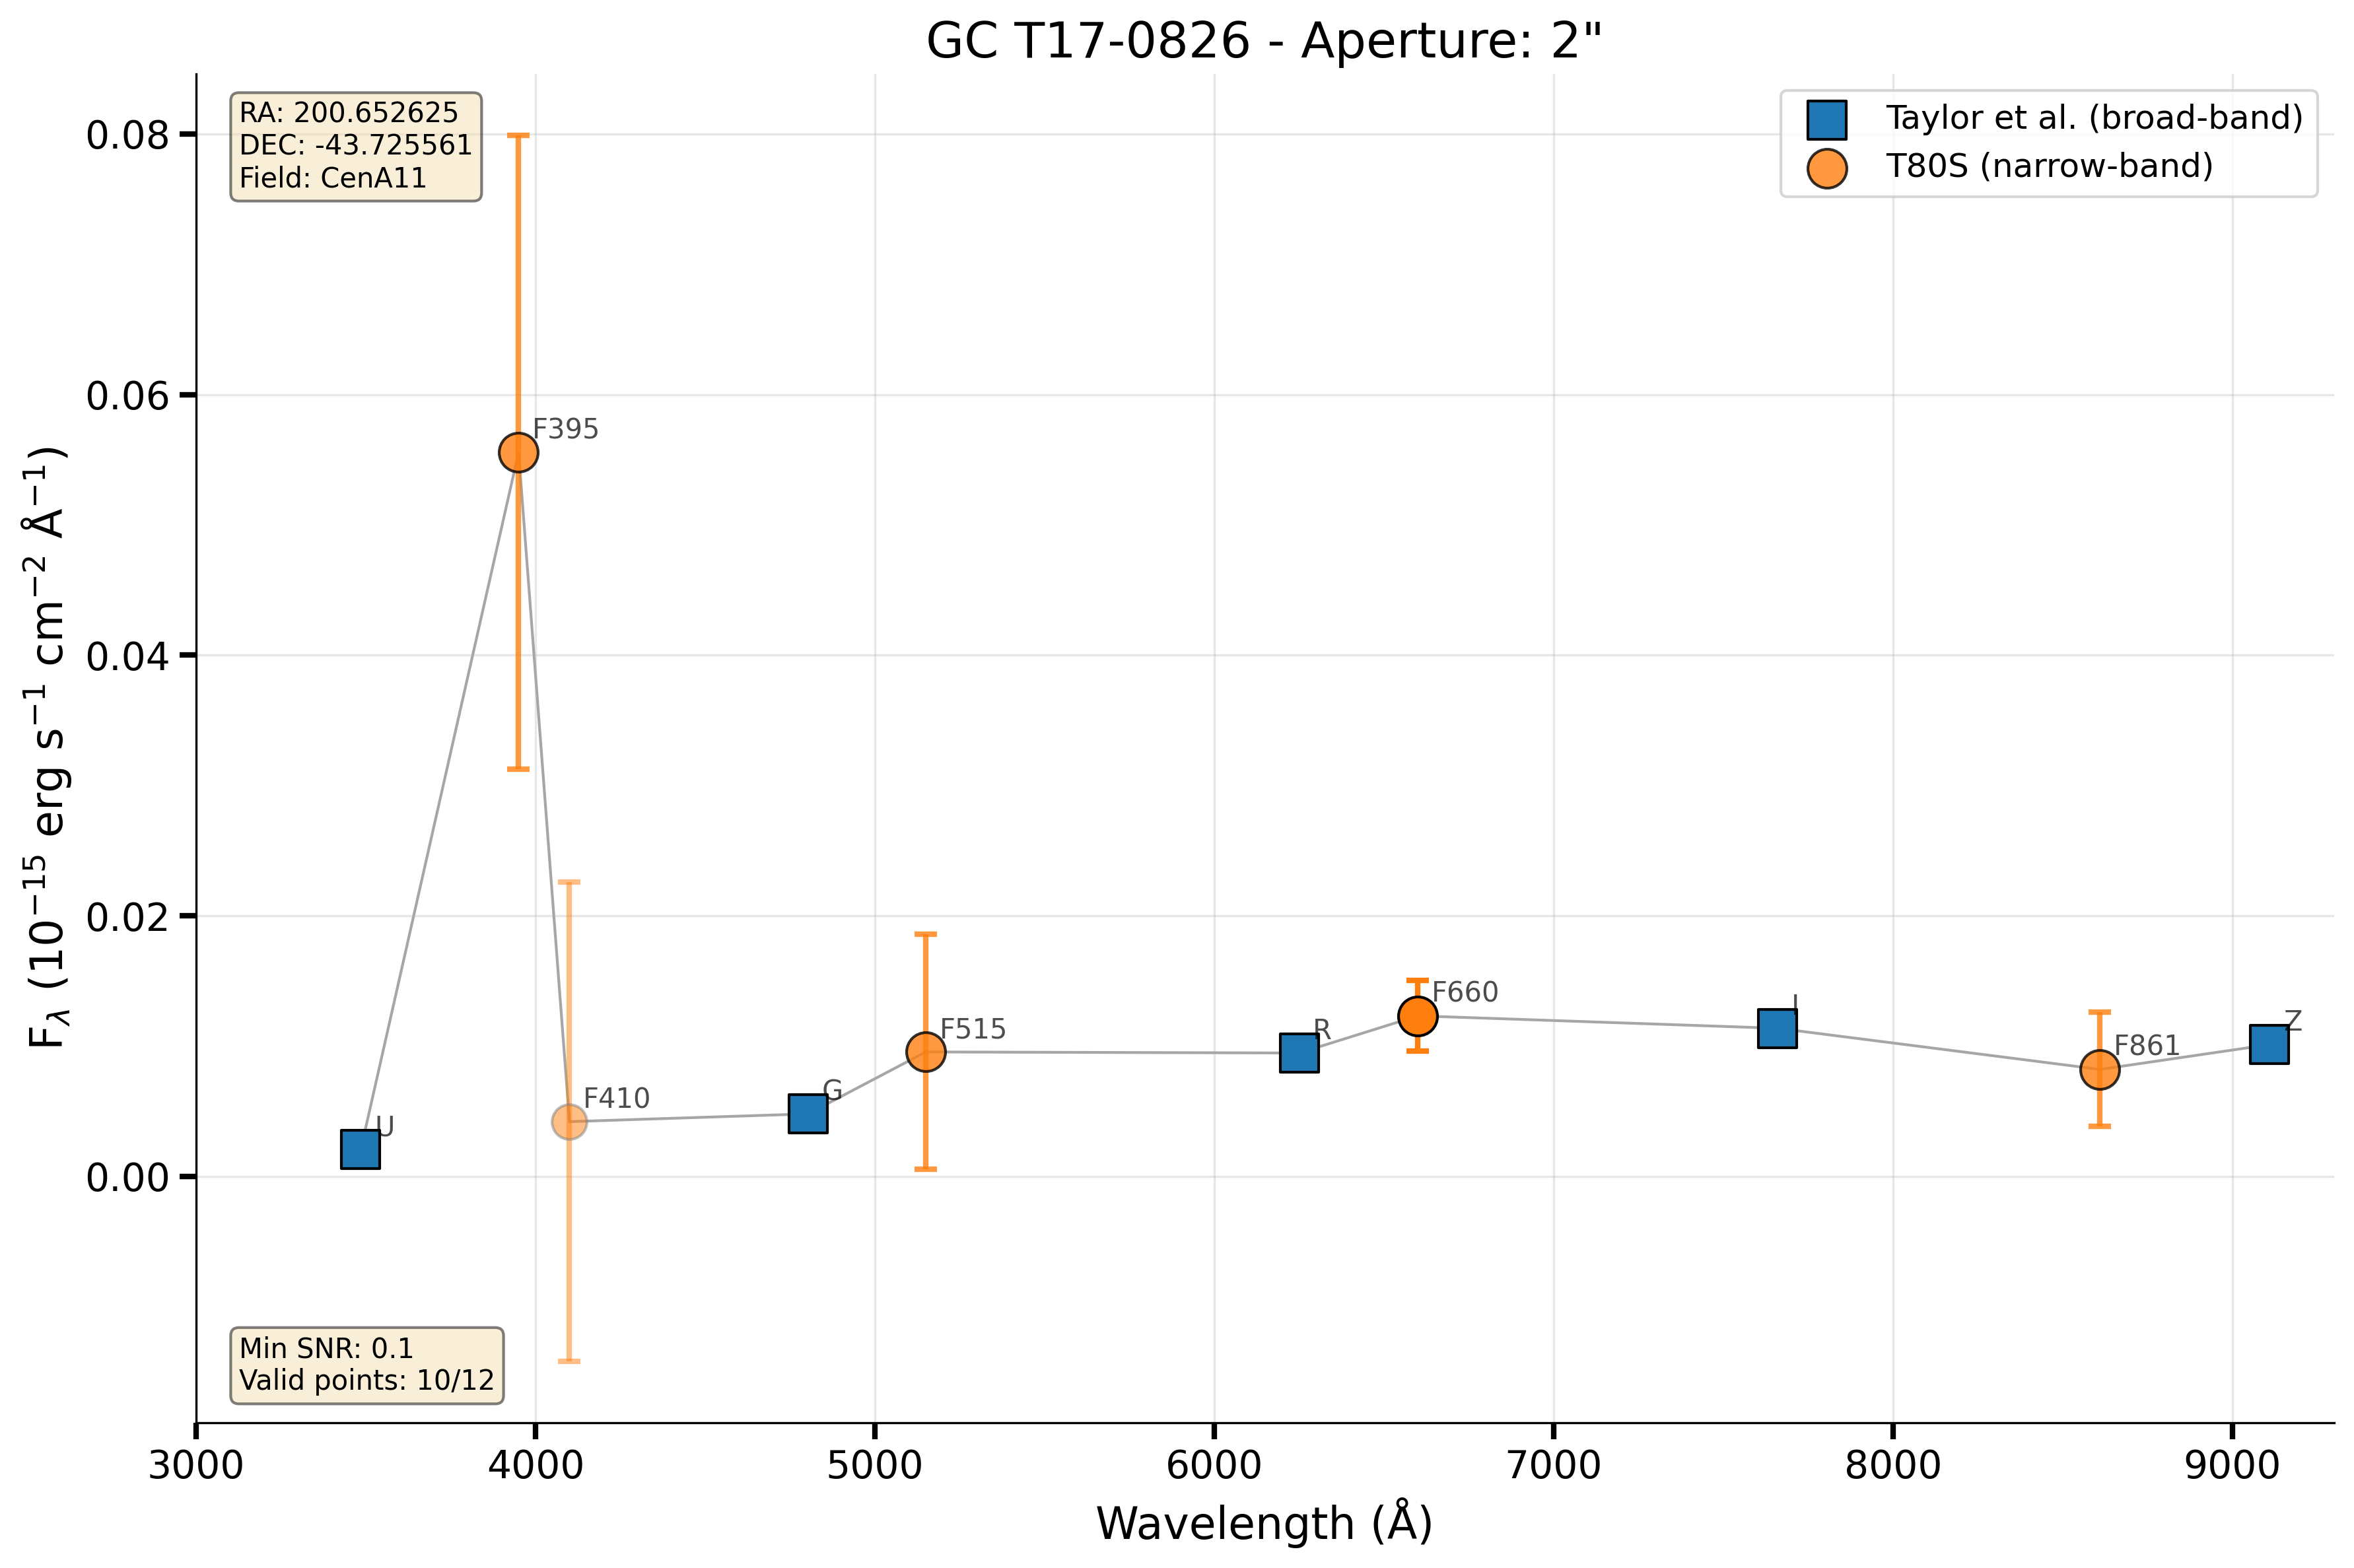 GC T17-0826 - Aperture: 2"
RA: 200.652625
DEC: -43.725561
Field: CenA11
Taylor et al. (broad-band)
T80S (narrow-band)
0.08
0.06
0.04
0.02
0.00
F_λ (10⁻¹⁵ erg s⁻¹ cm⁻² Å⁻¹)
U
F395
F410
G
F515
R
F660
I
F861
Z
Min SNR: 0.1
Valid points: 10/12
3000 4000 5000 6000 7000 8000 9000
Wavelength (Å)